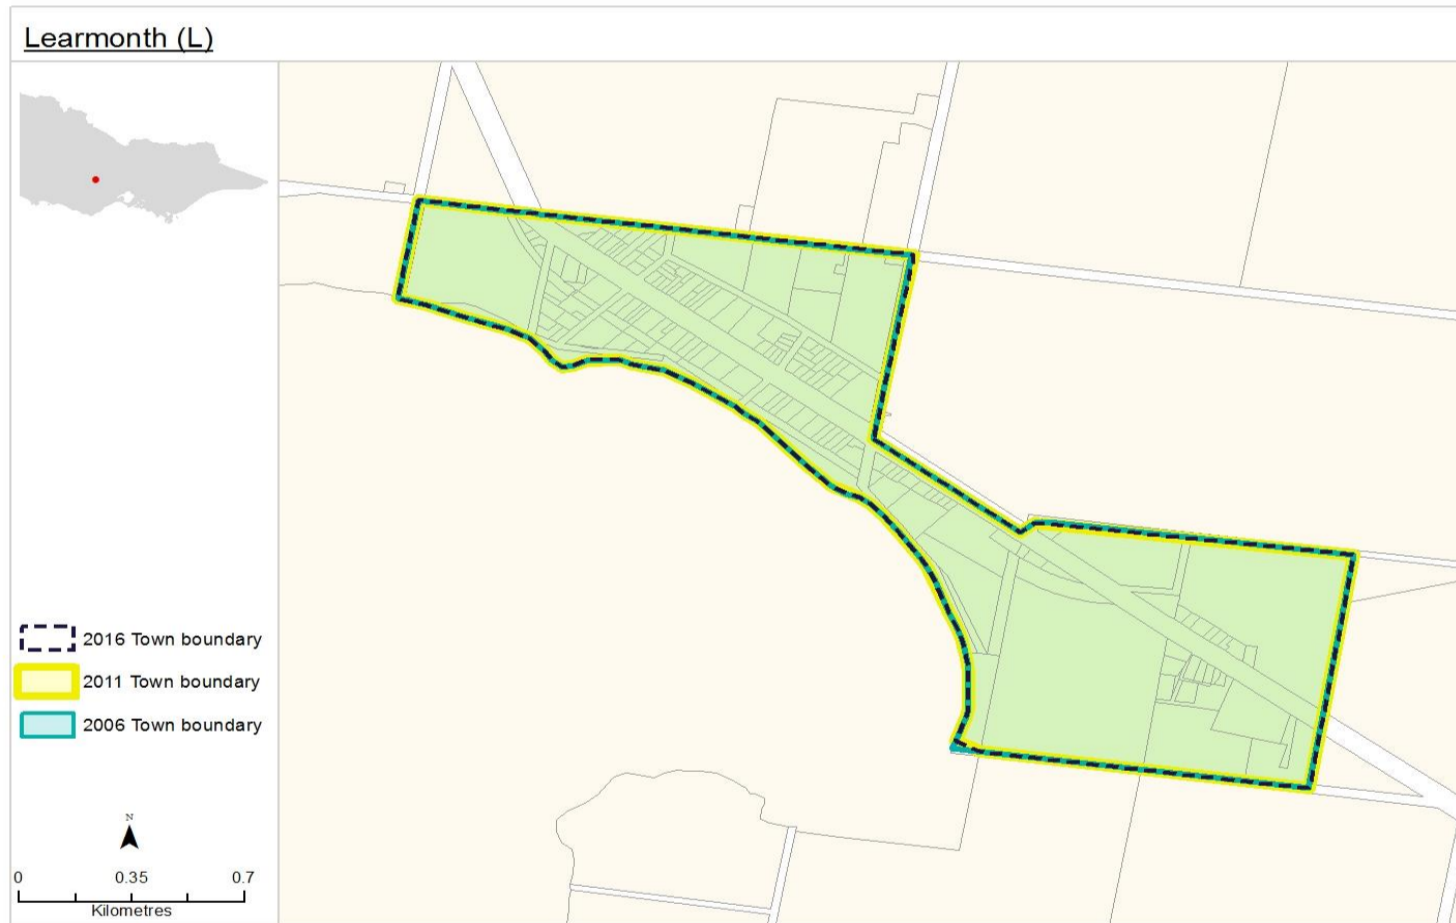 Learmonth (L)
2016 Town boundary
2011 Town boundary
2006 Town boundary
N
0 0.35 0.7
Kilometres